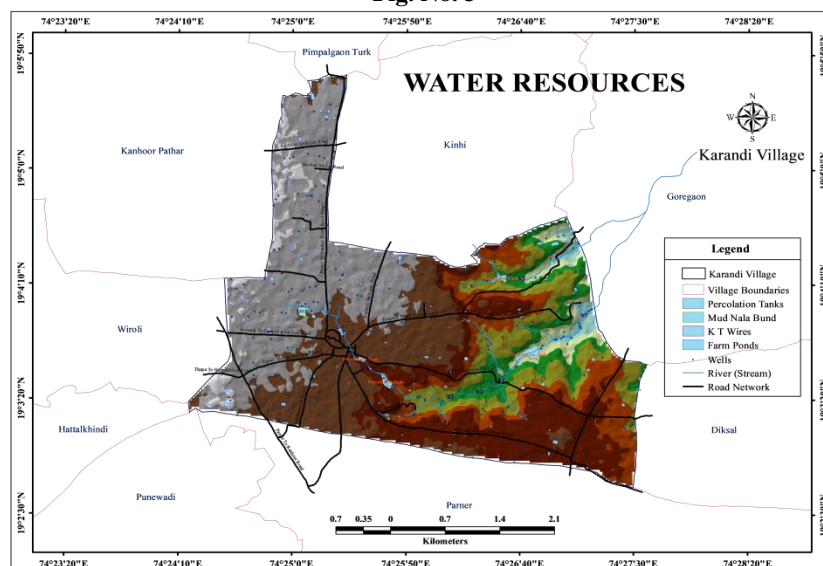 Fig. No. 3
74°23'20"E 74°24'10"E 74°25'0"E 74°25'50"E 74°26'40"E 74°27'30"E 74°28'20"E
Pimpalgaon Turk
WATER RESOURCES
N
W E
S
Kanhoor Pathar
Kinhi
Karandi Village
19°5'0"N
Goregaon
Legend
Karandi Village
Village Boundaries
Percolation Tanks
Mud Nala Bund
K T Wires
Farm Ponds
Wells
River (Stream)
Road Network
19°4'10"N
19°4'10"N
Wiroli
19°3'20"N
Hattalkhindi
Diksal
Punewadi
Parner
0.7 0.35 0 0.7 1.4 2.1
Kilometers
19°2'30"N
74°23'20"E 74°24'10"E 74°25'0"E 74°25'50"E 74°26'40"E 74°27'30"E 74°28'20"E